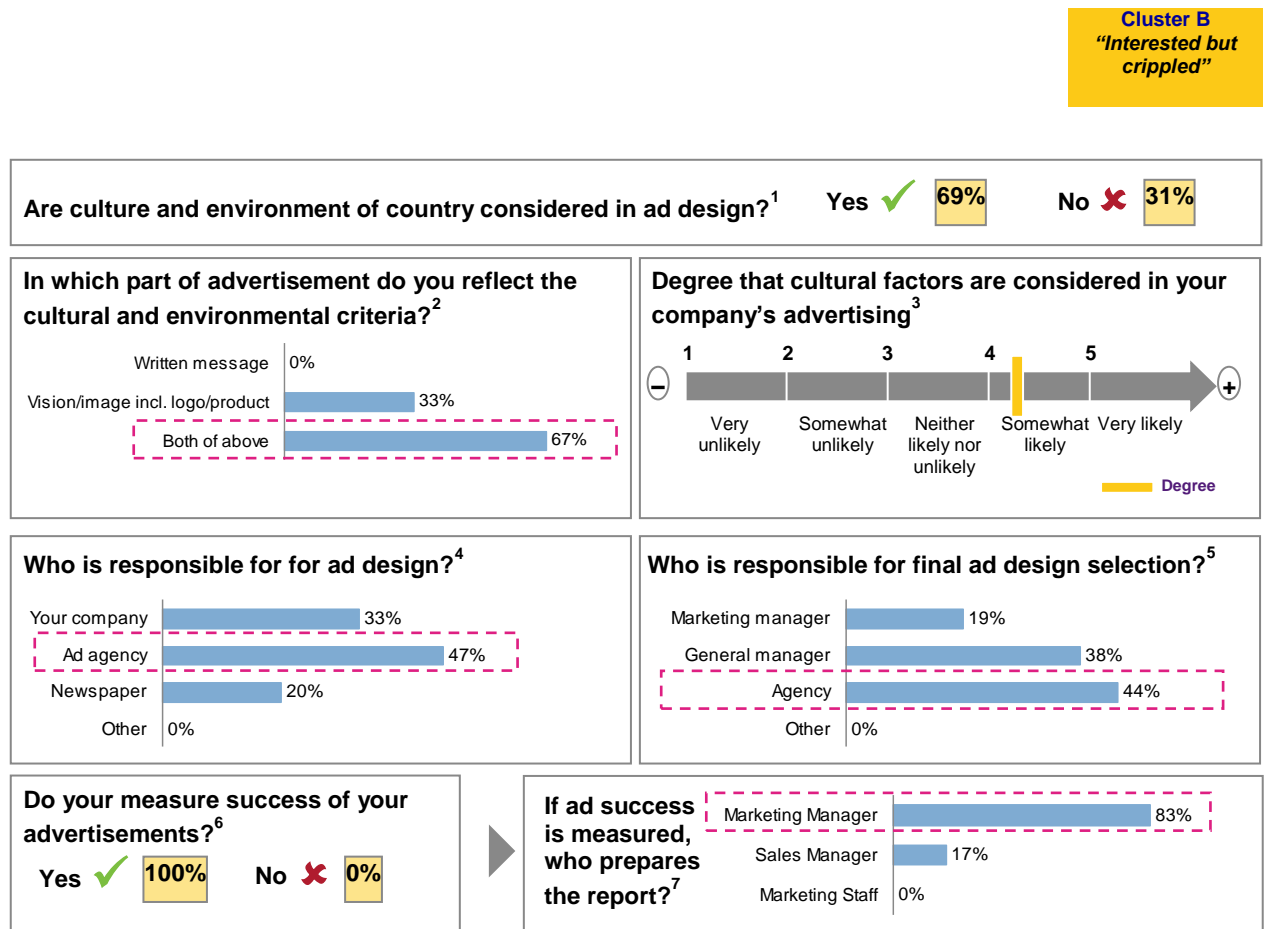 Cluster B
“Interested but
crippled”
Are culture and environment of country considered in ad design?1 Yes 69% No 31%
In which part of advertisement do you reflect the
cultural and environmental criteria?2
Written message 0%
Vision/image incl. logo/product 33%
Both of above 67%
Degree that cultural factors are considered in your
company’s advertising3
1 2 3 4 5
– +
Very
unlikely
Somewhat
unlikely
Neither
likely nor
unlikely
Somewhat
likely
Very likely
Degree
Who is responsible for for ad design?4
Your company 33%
Ad agency 47%
Newspaper 20%
Other 0%
Who is responsible for final ad design selection?5
Marketing manager 19%
General manager 38%
Agency 44%
Other 0%
Do your measure success of your
advertisements?6
Yes 100% No 0%
If ad success
is measured,
who prepares
the report?7
Marketing Manager 83%
Sales Manager 17%
Marketing Staff 0%